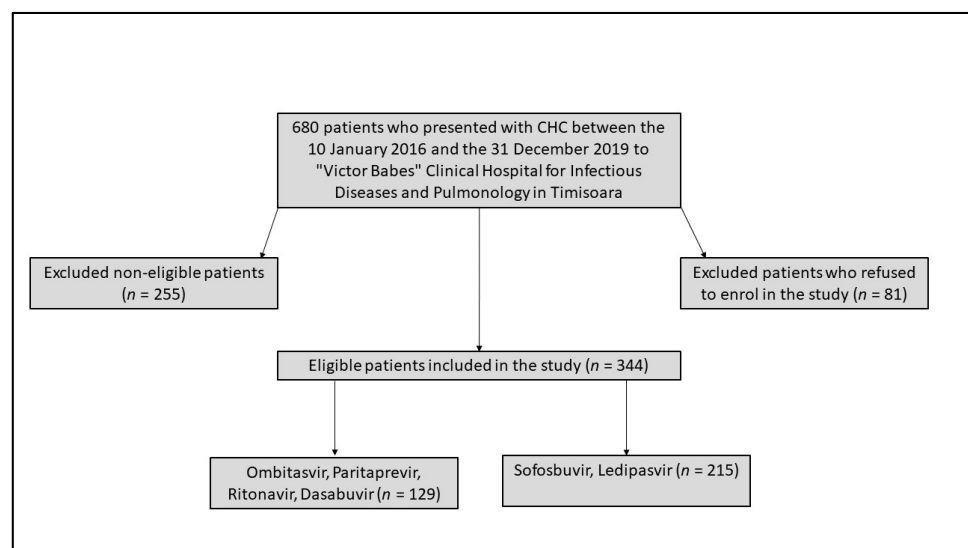 680 patients who presented with CHC between the
10 January 2016 and the 31 December 2019 to
"Victor Babes" Clinical Hospital for Infectious
Diseases and Pulmonology in Timisoara
Excluded non-eligible patients
(n = 255)
Excluded patients who refused
to enrol in the study (n = 81)
Eligible patients included in the study (n = 344)
Ombitasvir, Paritaprevir,
Ritonavir, Dasabuvir (n = 129)
Sofosbuvir, Ledipasvir (n = 215)